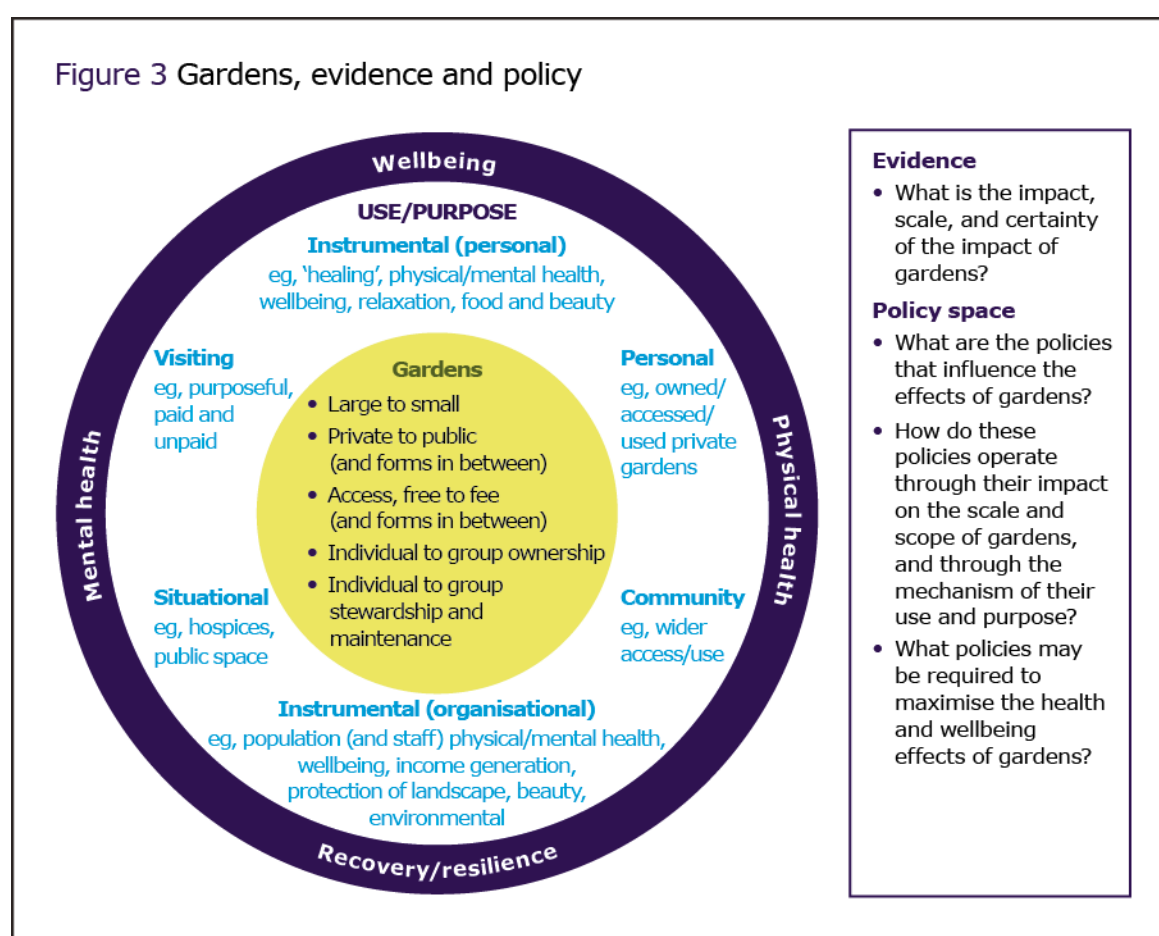 Figure 3 Gardens, evidence and policy
Wellbeing
USE/PURPOSE
Instrumental (personal)
eg, ‘healing’, physical/mental health,
wellbeing, relaxation, food and beauty
Visiting
eg, purposeful,
paid and
unpaid
Gardens
• Large to small
• Private to public
(and forms in between)
• Access, free to fee
(and forms in between)
• Individual to group ownership
• Individual to group
stewardship and
maintenance
Personal
eg, owned/
accessed/
used private
gardens
Mental health
Physical health
Situational
eg, hospices,
public space
Community
eg, wider
access/use
Instrumental (organisational)
eg, population (and staff) physical/mental health,
wellbeing, income generation,
protection of landscape, beauty,
environmental
Recovery/resilience
Evidence
• What is the impact,
scale, and certainty
of the impact of
gardens?
Policy space
• What are the policies
that influence the
effects of gardens?
• How do these
policies operate
through their impact
on the scale and
scope of gardens,
and through the
mechanism of their
use and purpose?
• What policies may
be required to
maximise the health
and wellbeing
effects of gardens?